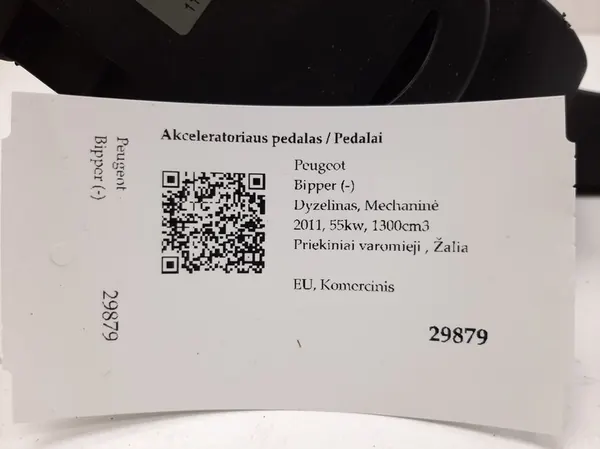 Akceleratoriaus pedalas / Pedalai
Peugeot
Bipper (-)
Dyzelinas, Mechaninė
2011, 55kw, 1300cm3
Priekiniai varomieji , Žalia
EU, Komercinis
29879
Peugeot
Bipper (-)
29879